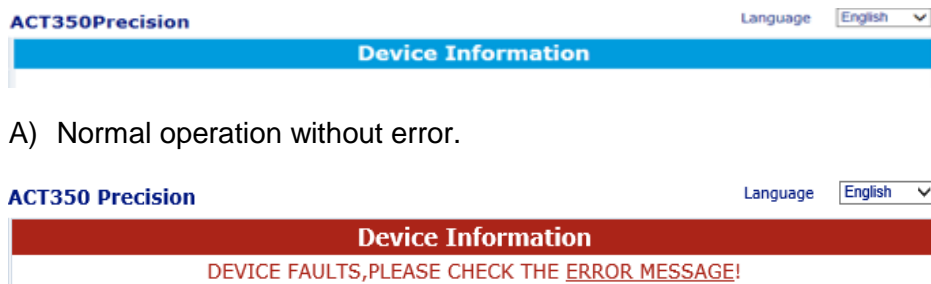 ACT350Precision Language English
Device Information
A) Normal operation without error.
ACT350 Precision Language English
Device Information
DEVICE FAULTS,PLEASE CHECK THE ERROR MESSAGE!